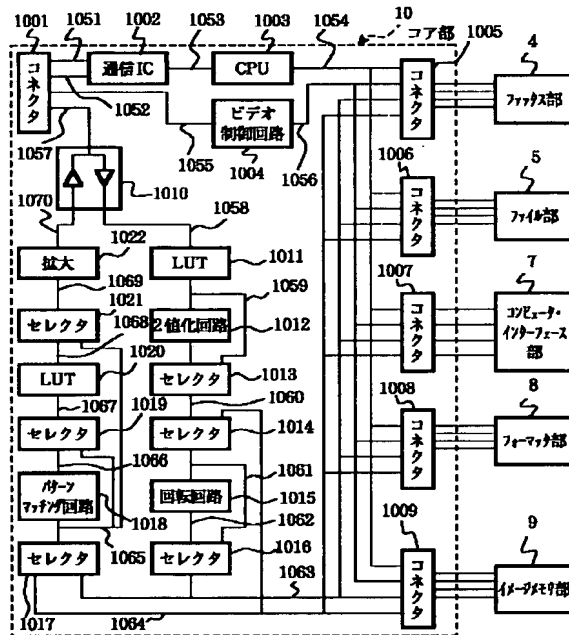 1001
1051
1002
1053
1003
1054
10
コア部
1005
4
コネクタ
通信IC
CPU
コネクタ
ファックス部
1052
1057
ビデオ
制御回路
1055
1004
1056
1006
5
コネクタ
ファイル部
1010
1070
1058
1022
拡大
LUT
1011
1007
7
コネクタ
コンピュータ・
インターフェース
部
1069
1059
1021
セレクタ
2値化回路
1012
1068
1020
LUT
セレクタ
1013
1008
8
コネクタ
フォーマッタ部
1067
1019
1060
セレクタ
セレクタ
1014
1066
1061
パターン
マッチング回路
1018
回転回路
1015
1009
9
コネクタ
イメージメモリ部
1065
1062
セレクタ
セレクタ
1016
1063
1017
1064